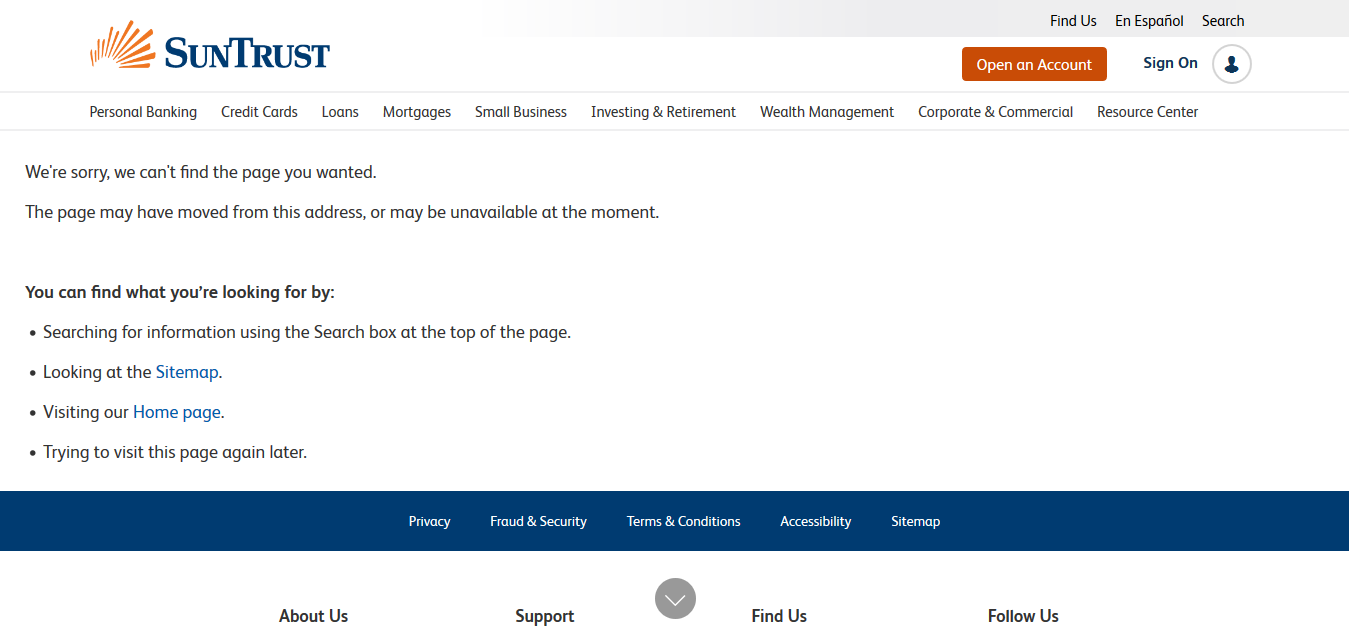 Find Us En Español Search
SUNTRUST
Open an Account Sign On
Personal Banking Credit Cards Loans Mortgages Small Business Investing & Retirement Wealth Management Corporate & Commercial Resource Center
We're sorry, we can't find the page you wanted.
The page may have moved from this address, or may be unavailable at the moment.
You can find what you’re looking for by:
• Searching for information using the Search box at the top of the page.
• Looking at the Sitemap.
• Visiting our Home page.
• Trying to visit this page again later.
Privacy Fraud & Security Terms & Conditions Accessibility Sitemap
About Us Support Find Us Follow Us